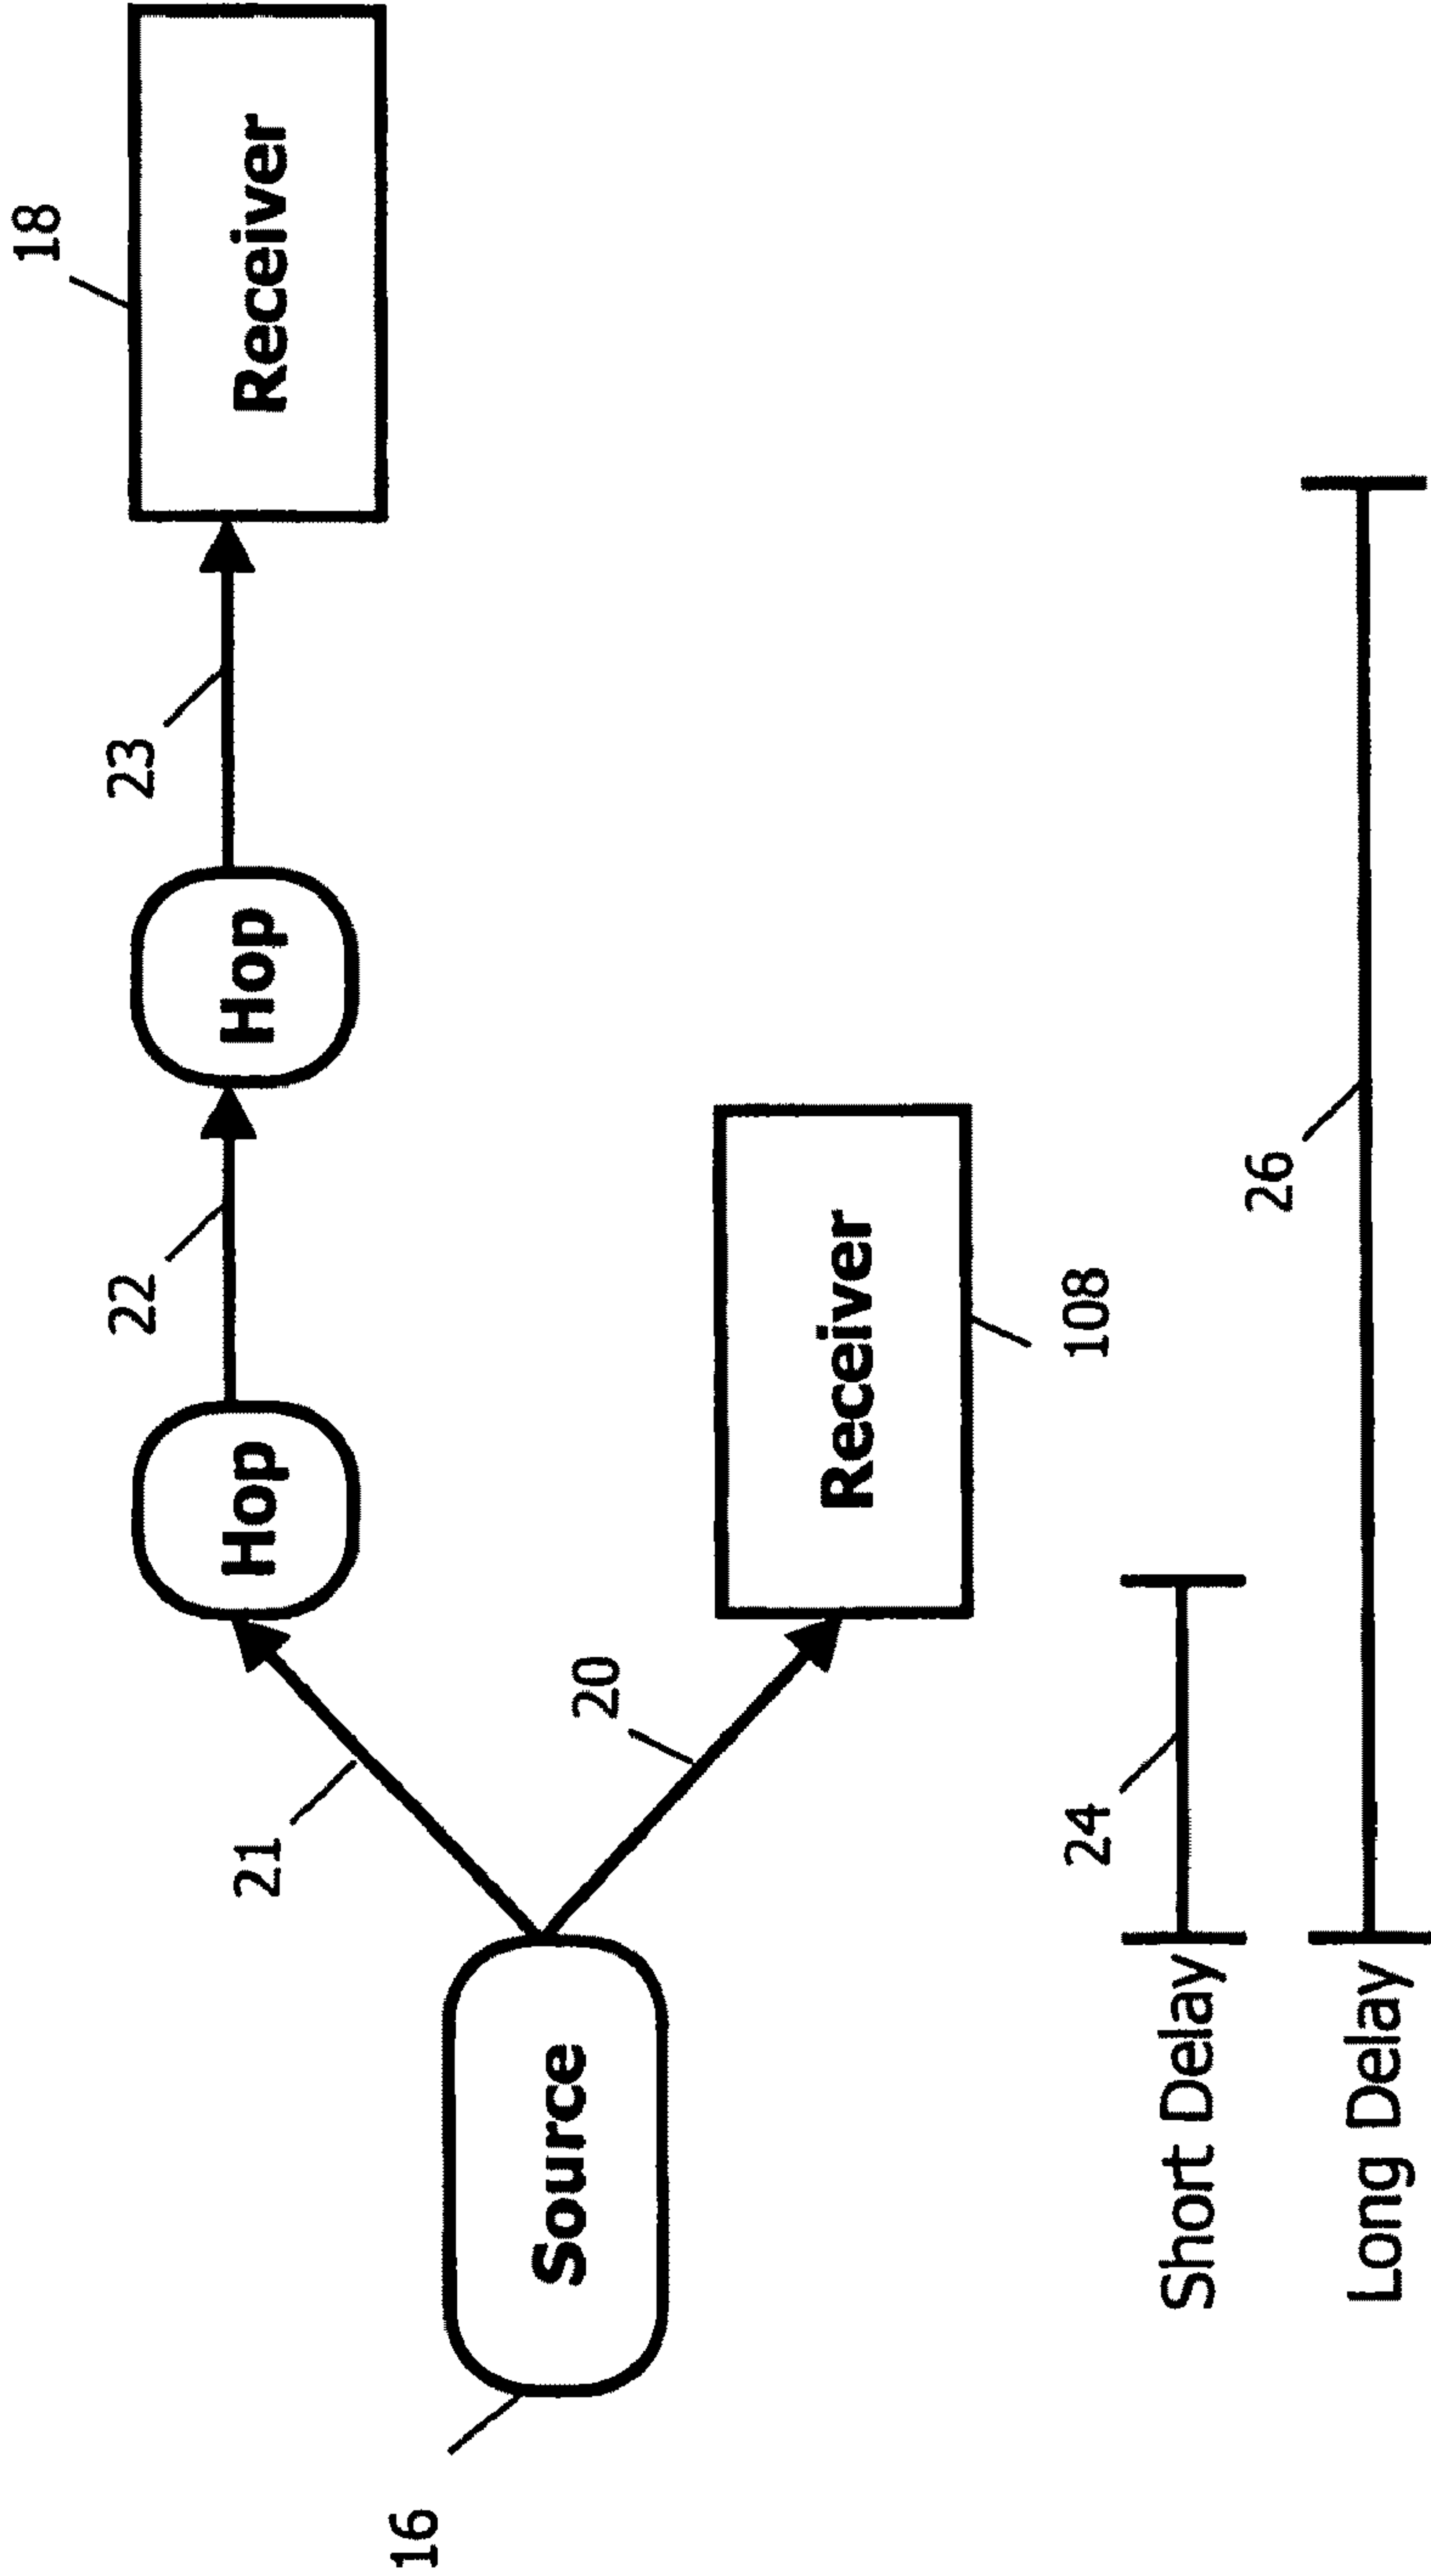 18
23
22
Hop
Hop
Receiver
21
20
Source
Receiver
16
108
24
Short Delay
26
Long Delay